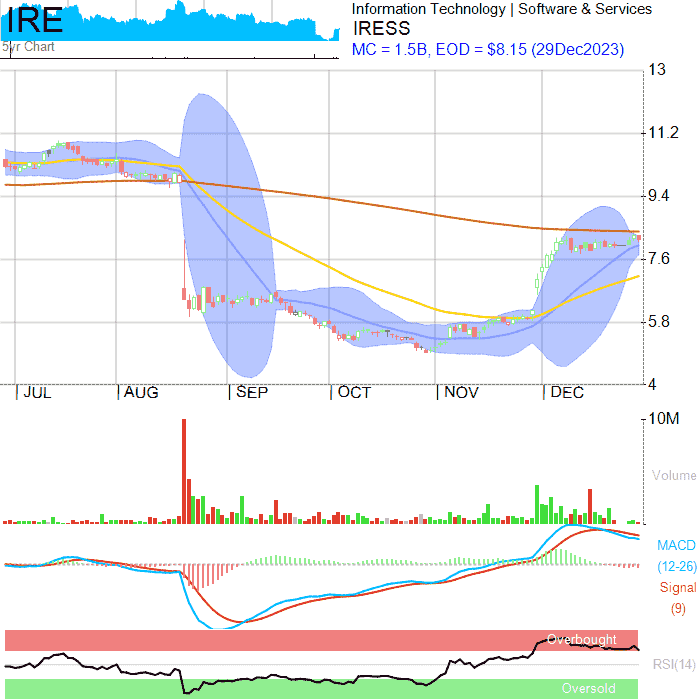 IRE
5yr Chart
Information Technology | Software & Services
IRESS
MC = 1.5B, EOD = $8.15 (29Dec2023)
13
11.2
9.4
7.6
5.8
4
JUL AUG SEP OCT NOV DEC
10M
Volume
MACD
(12-26)
Signal
(9)
Overbought
RSI(14)
Oversold